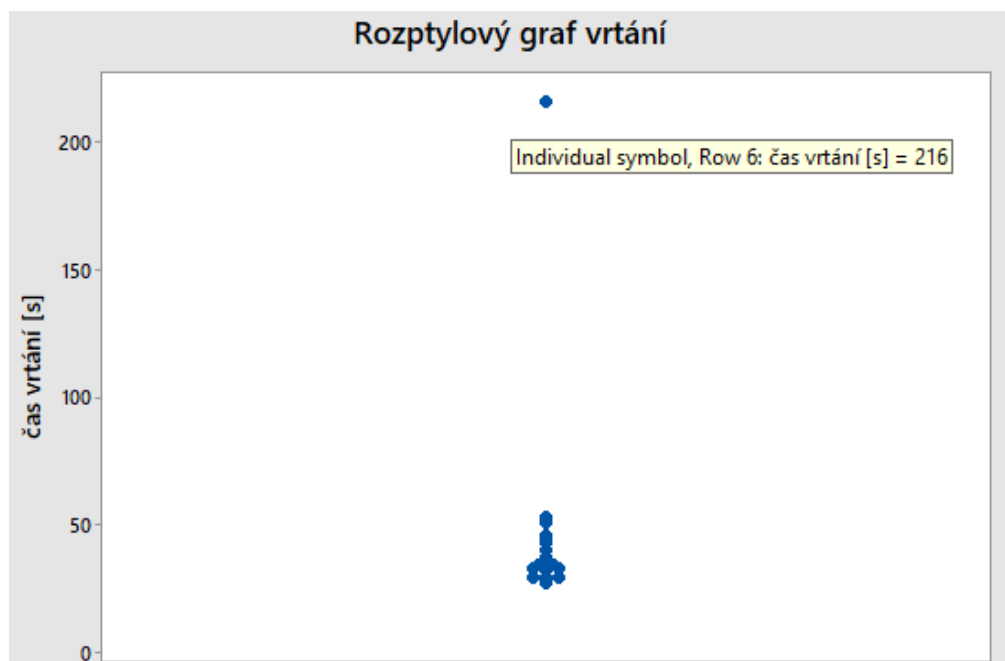 Rozptylový graf vrtání
200
Individual symbol, Row 6: čas vrtání [s] = 216
150
čas vrtání [s]
100
50
0